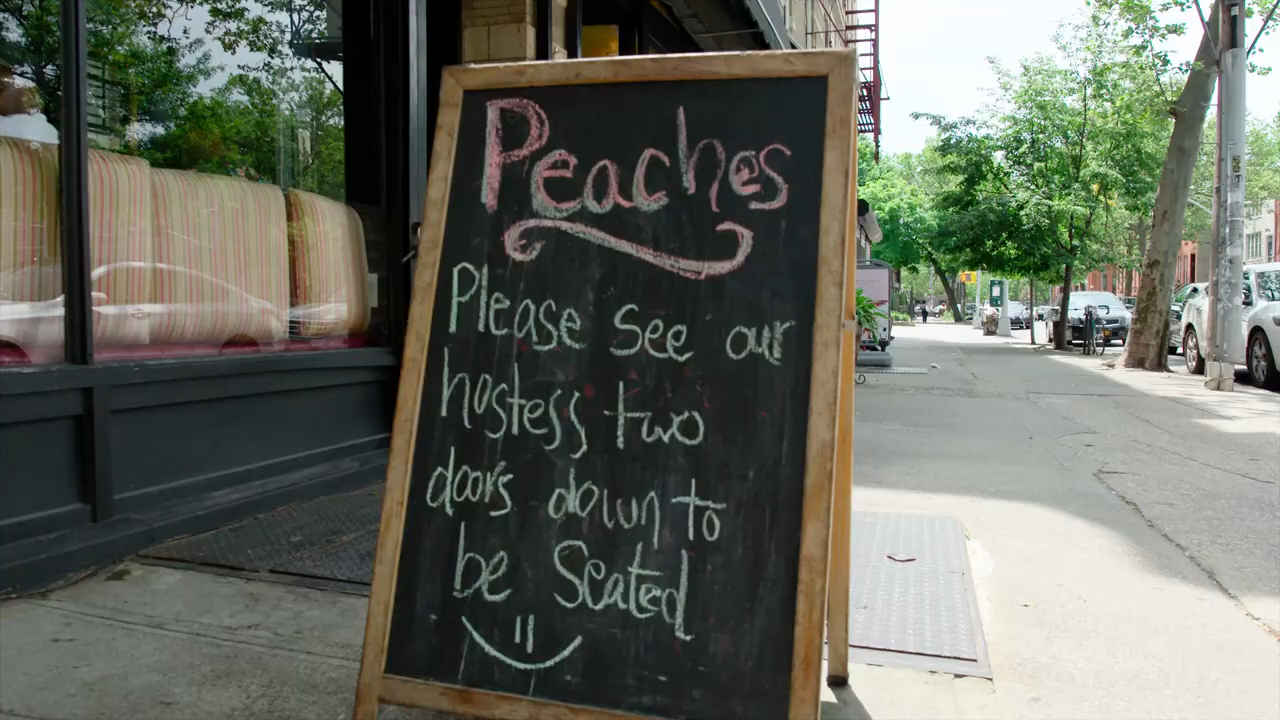 Peaches
Please see our
hostess two
doors down to
be Seated